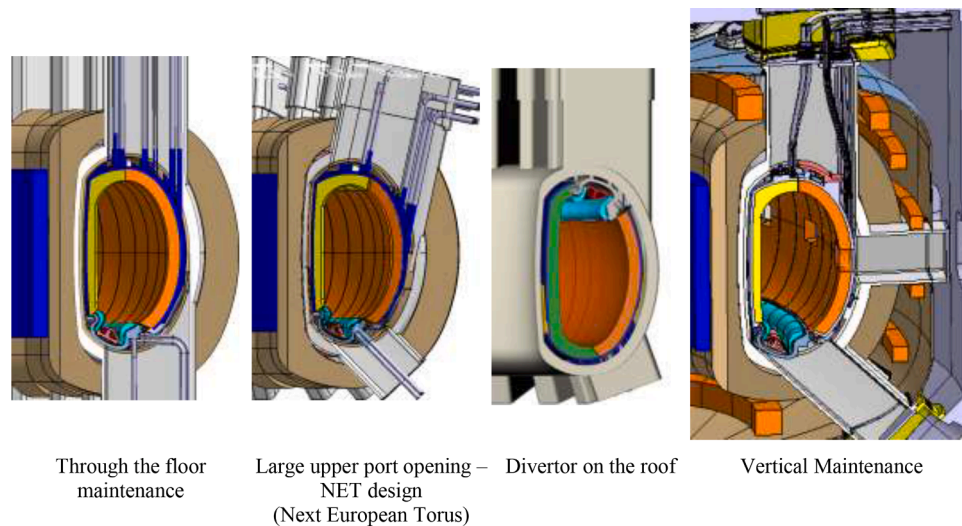 Through the floor
maintenance
Large upper port opening –
NET design
(Next European Torus)
Divertor on the roof
Vertical Maintenance